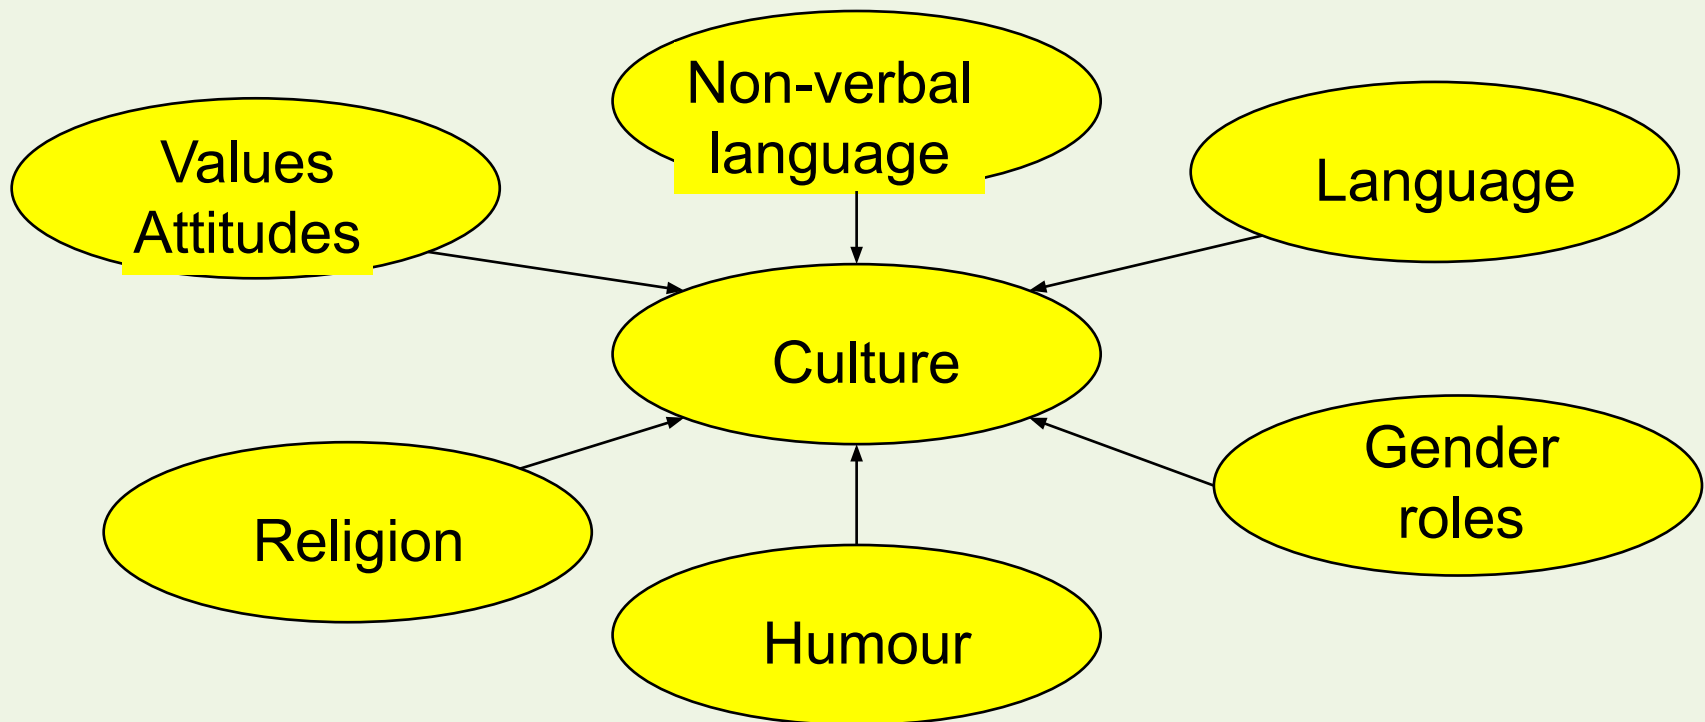 Non-verbal
language
Values
Attitudes
Language
Culture
Gender
roles
Religion
Humour